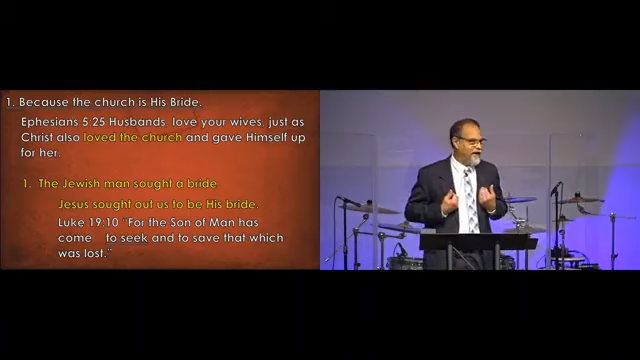 1. Because the church is His Bride.
Ephesians 5:25 Husbands, love your wives, just as
Christ also loved the church and gave Himself up
for her.
1. The Jewish man sought a bride
Jesus sought out us to be His bride.
Luke 19:10 “For the Son of Man has
come to seek and to save that which
was lost."